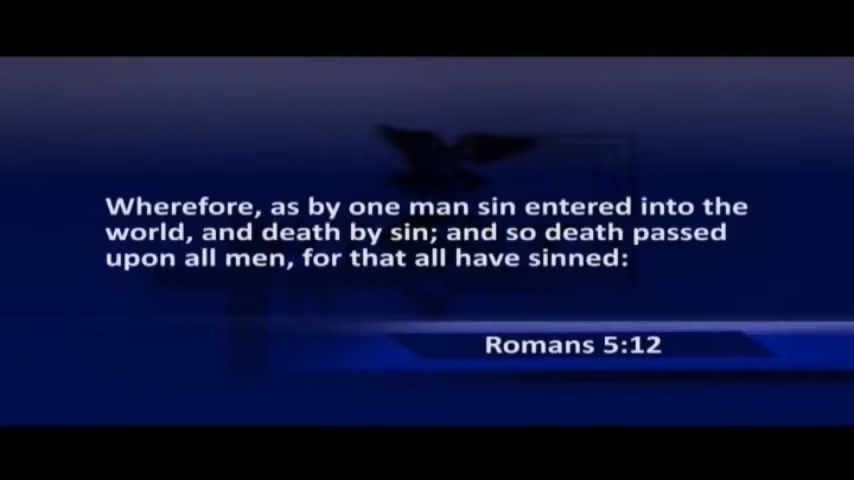 Wherefore, as by one man sin entered into the
world, and death by sin; and so death passed
upon all men, for that all have sinned:
Romans 5:12